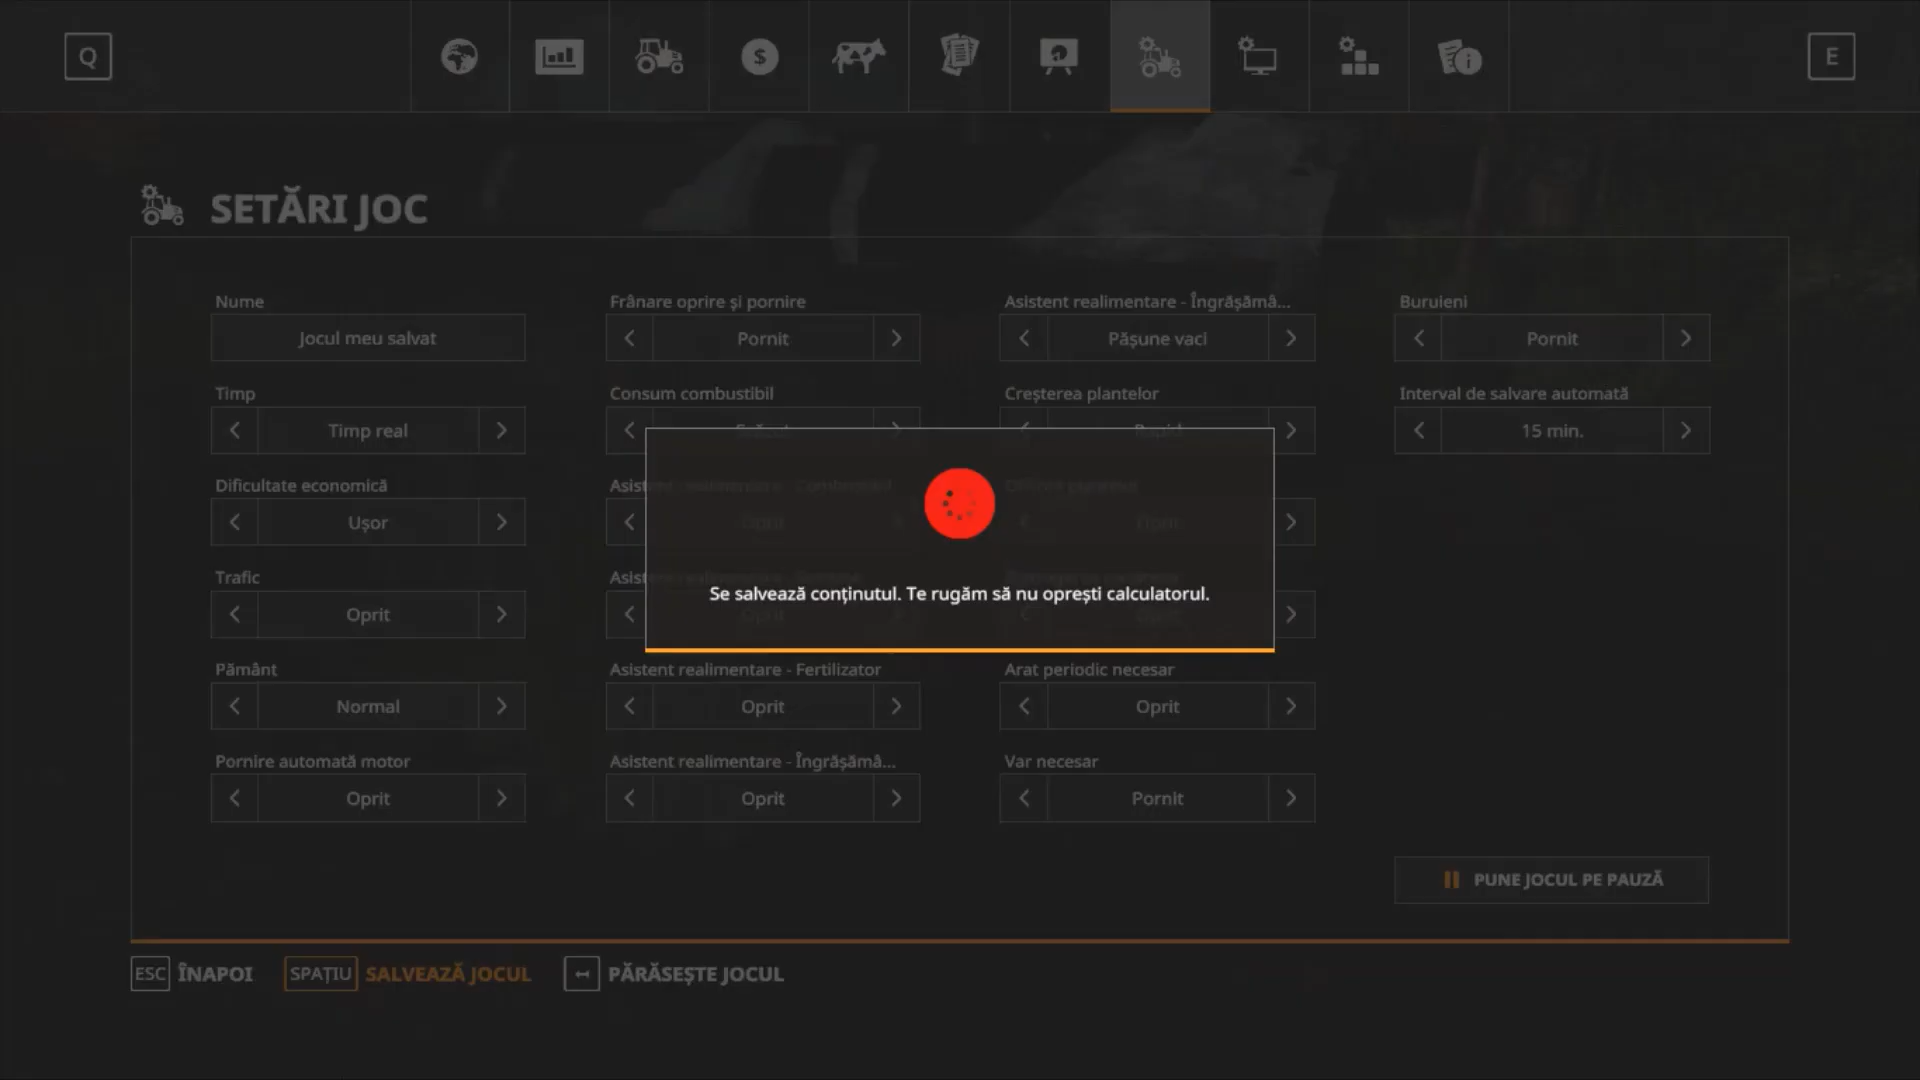 Q
E
SETĂRI JOC
Nume
Jocul meu salvat
Timp
Timp real
Dificultate economică
Ușor
Trafic
Oprit
Pământ
Normal
Pornire automată motor
Oprit
Frânare oprire și pornire
Pornit
Consum combustibil
Asistent realimentare - Fertilizator
Oprit
Asistent realimentare - Îngrășămâ...
Oprit
Asistent realimentare - Îngrășămâ...
Pășune vaci
Creșterea plantelor
Arat periodic necesar
Oprit
Var necesar
Pornit
Buruieni
Pornit
Interval de salvare automată
15 min.
Se salvează conținutul. Te rugăm să nu oprești calculatorul.
PUNE JOCUL PE PAUZĂ
ESC ÎNAPOI SPAȚIU SALVEAZĂ JOCUL PĂRĂSEȘTE JOCUL